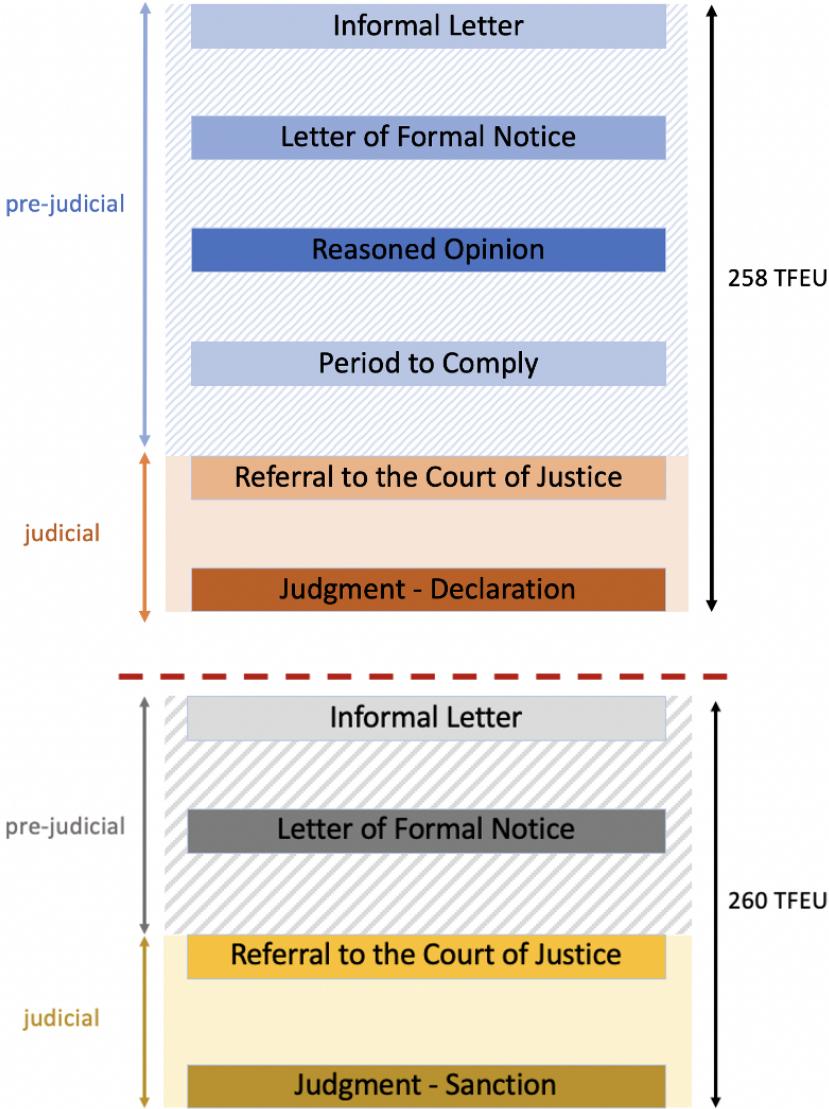 Informal Letter
Letter of Formal Notice
pre-judicial
Reasoned Opinion
258 TFEU
Period to Comply
Referral to the Court of Justice
judicial
Judgment - Declaration
Informal Letter
pre-judicial
Letter of Formal Notice
260 TFEU
Referral to the Court of Justice
judicial
Judgment - Sanction